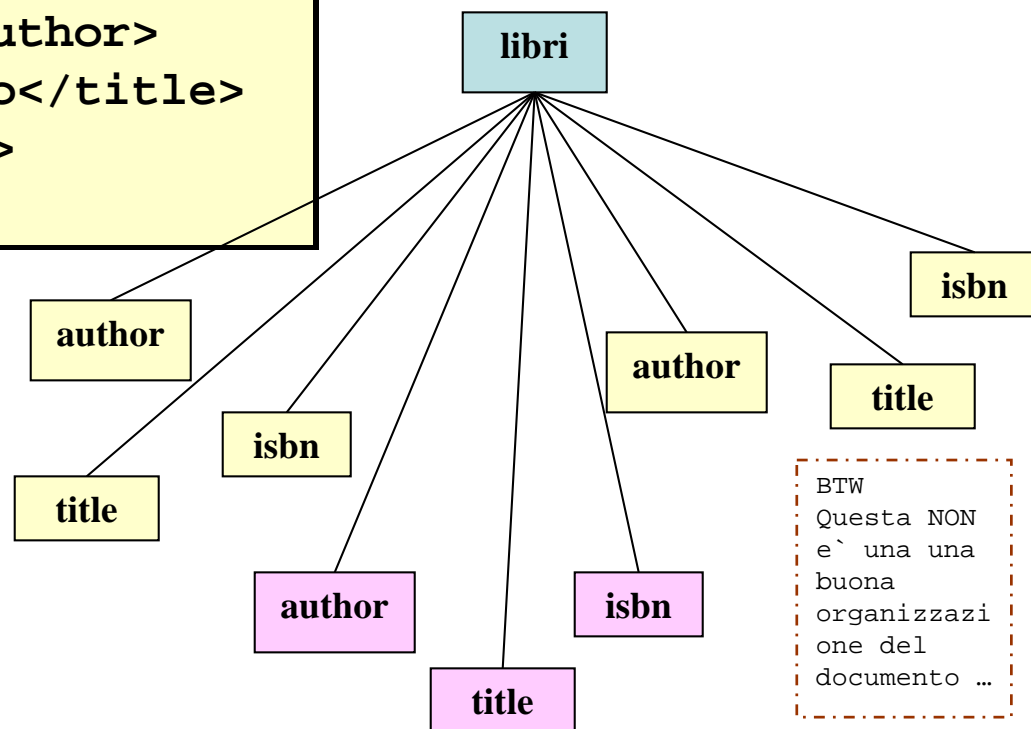 uthor>
o</title>
>
libri
isbn
author
author
title
isbn
title
author
isbn
title
BTW
Questa NON
e` una una
buona
organizzazi
one del
documento …